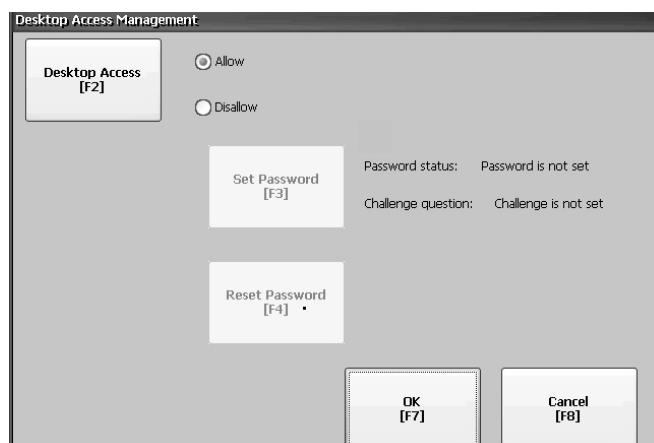 Desktop Access Management
Desktop Access
[F2]
Allow
Disallow
Set Password
[F3]
Password status: Password is not set
Challenge question: Challenge is not set
Reset Password
[F4]
OK
[F7]
Cancel
[F8]